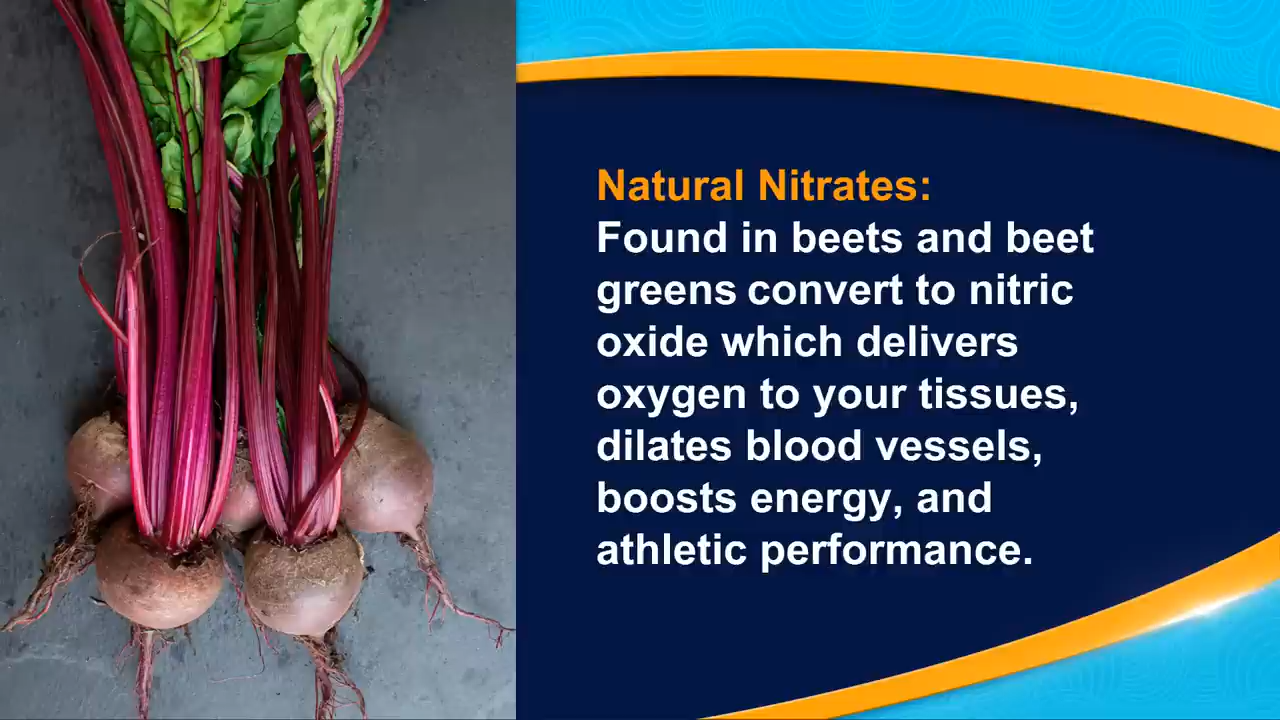 Natural Nitrates:
Found in beets and beet
greens convert to nitric
oxide which delivers
oxygen to your tissues,
dilates blood vessels,
boosts energy, and
athletic performance.